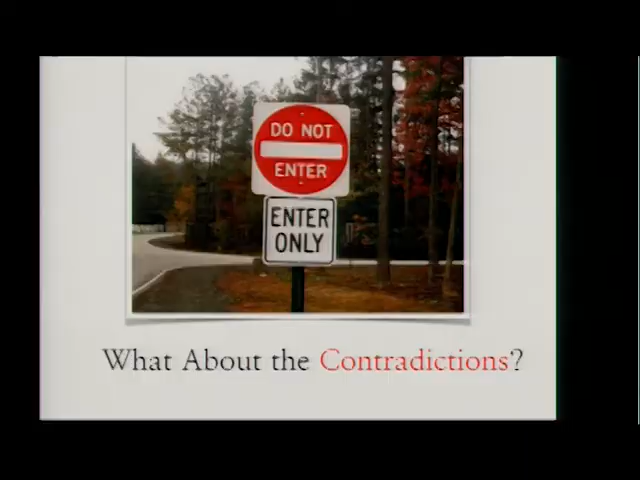 DO NOT
ENTER
ENTER
ONLY
What About the Contradictions?